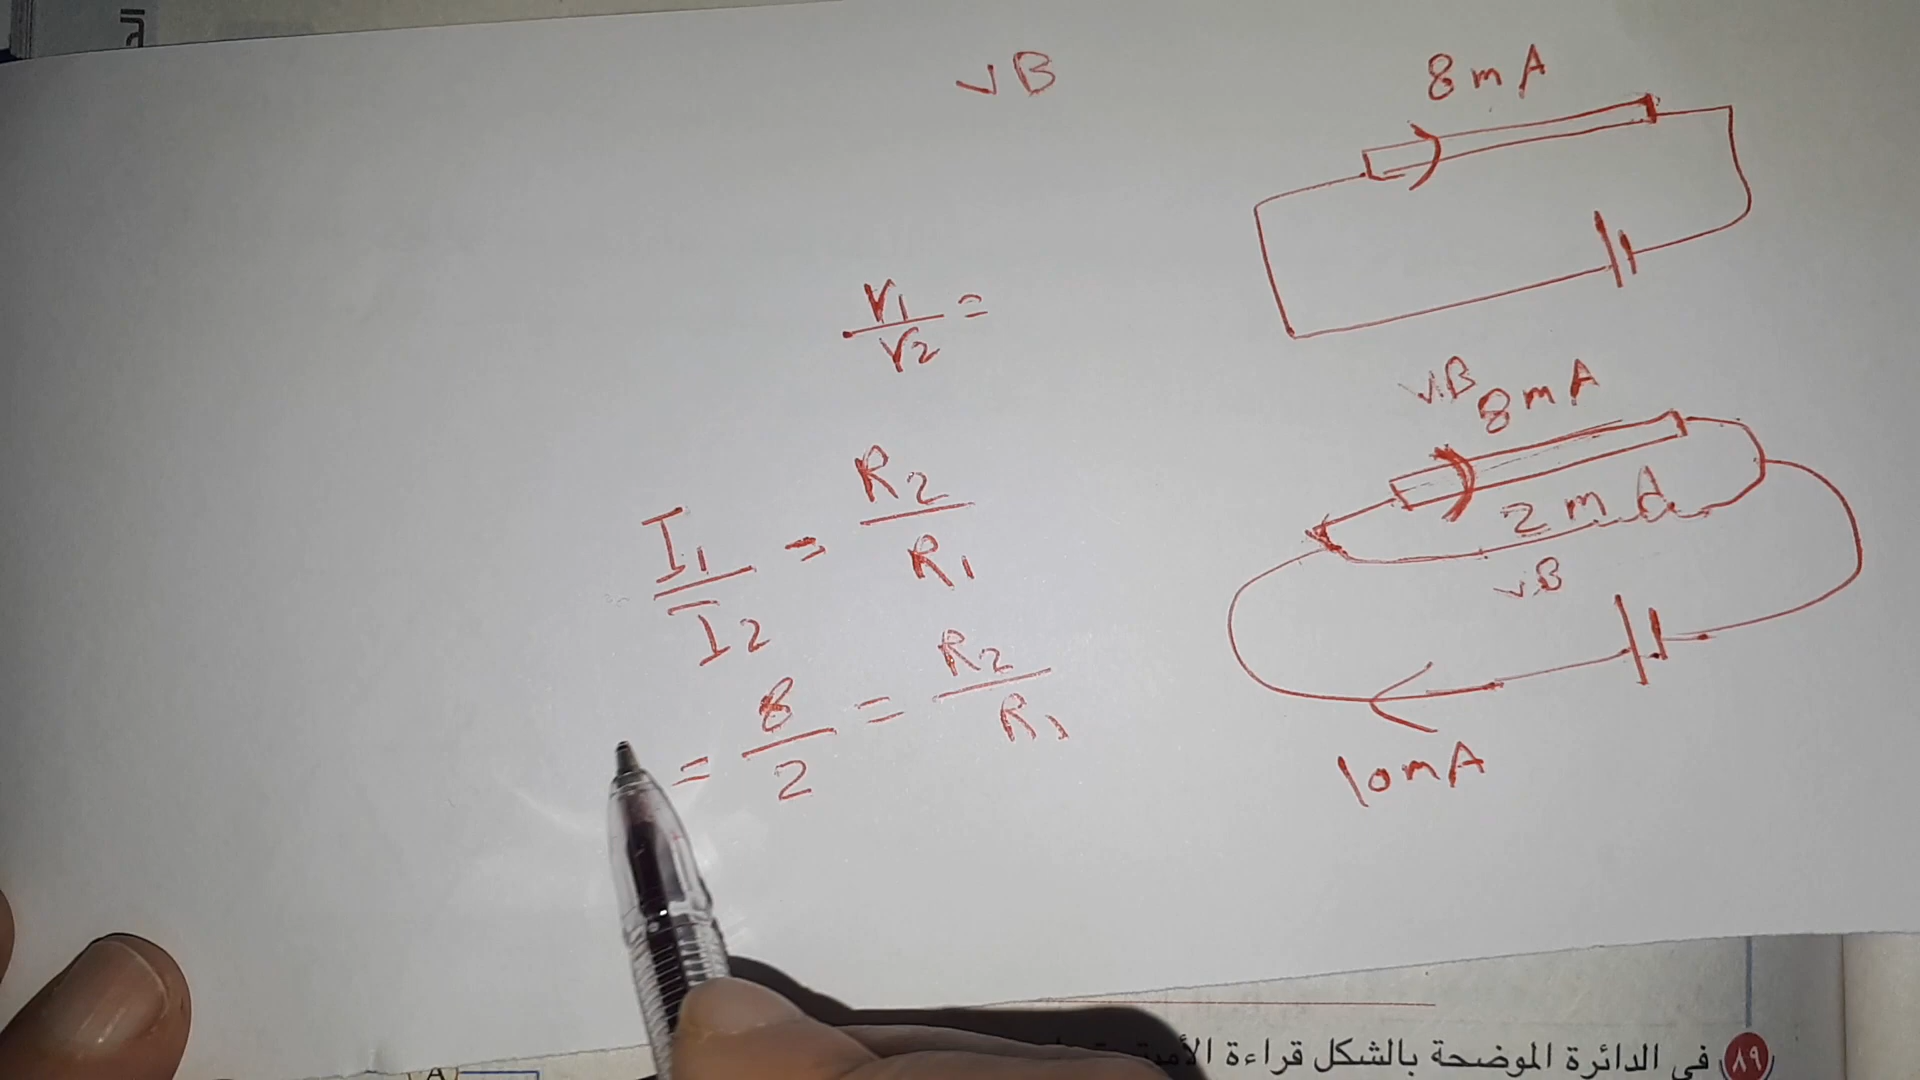 VB
8mA
V1/V2 =
VB 8mA
2mA
VB
I1/I2 = R2/R1
= 8/2 = R2/R1
10mA
٨٩ في الدائرة الموضحة بالشكل قراءة
A